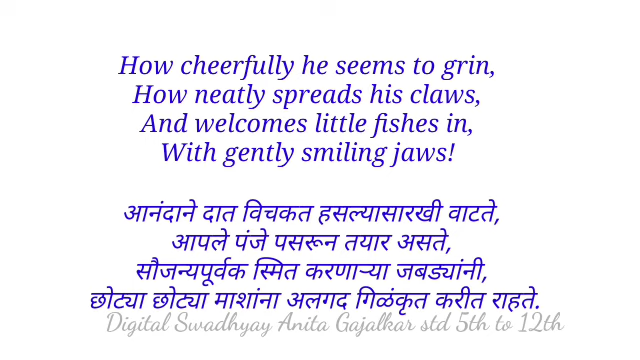 How cheerfully he seems to grin,
How neatly spreads his claws,
And welcomes little fishes in,
With gently smiling jaws!
आनंदाने दात विचकत हसल्यासारखी वाटते,
आपले पंजे पसरून तयार असते,
सौजन्यपूर्वक स्मित करणाऱ्या जबड्यांनी,
छोट्या छोट्या माशांना अलगद गिळंकृत करीत राहते.
Digital Swadhyay Anita Gajalkar std 5th to 12th